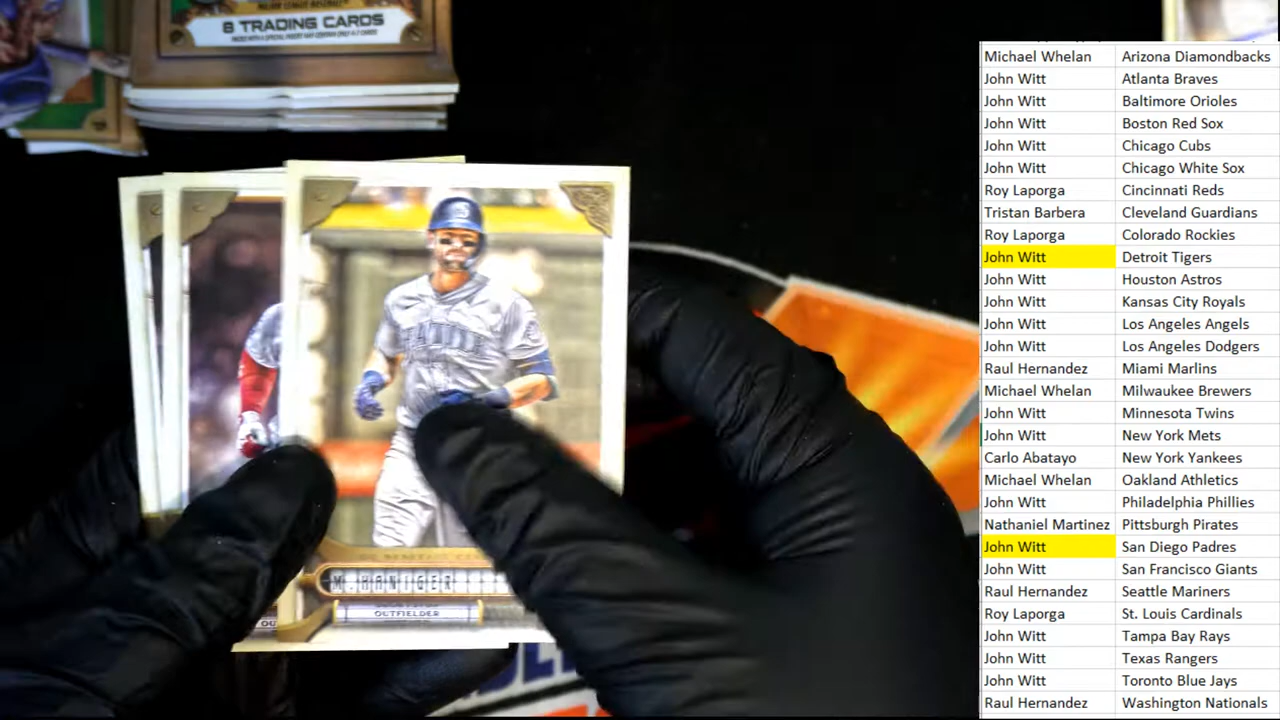 MAJOR LEAGUE BASEBALL
8 TRADING CARDS
M. HANIGER
OUTFIELDER
OU
Michael Whelan Arizona Diamondbacks
John Witt Atlanta Braves
John Witt Baltimore Orioles
John Witt Boston Red Sox
John Witt Chicago Cubs
John Witt Chicago White Sox
Roy Laporga Cincinnati Reds
Tristan Barbera Cleveland Guardians
Roy Laporga Colorado Rockies
John Witt Detroit Tigers
John Witt Houston Astros
John Witt Kansas City Royals
John Witt Los Angeles Angels
John Witt Los Angeles Dodgers
Raul Hernandez Miami Marlins
Michael Whelan Milwaukee Brewers
John Witt Minnesota Twins
John Witt New York Mets
Carlo Abatayo New York Yankees
Michael Whelan Oakland Athletics
John Witt Philadelphia Phillies
Nathaniel Martinez Pittsburgh Pirates
John Witt San Diego Padres
John Witt San Francisco Giants
Raul Hernandez Seattle Mariners
Roy Laporga St. Louis Cardinals
John Witt Tampa Bay Rays
John Witt Texas Rangers
John Witt Toronto Blue Jays
Raul Hernandez Washington Nationals